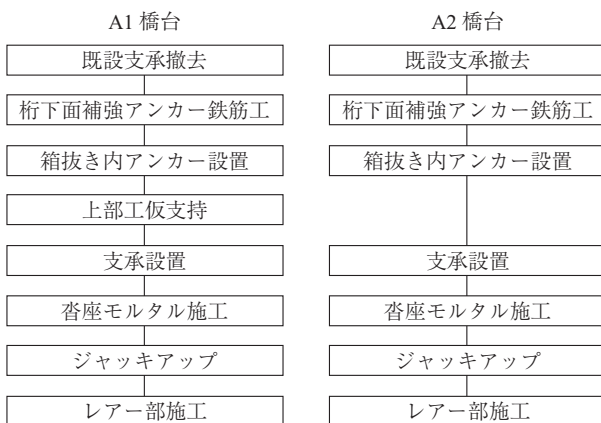 A1 橋台
既設支承撤去
桁下面補強アンカー鉄筋工
箱抜き内アンカー設置
上部工仮支持
支承設置
沓座モルタル施工
ジャッキアップ
レアー部施工
A2 橋台
既設支承撤去
桁下面補強アンカー鉄筋工
箱抜き内アンカー設置
支承設置
沓座モルタル施工
ジャッキアップ
レアー部施工